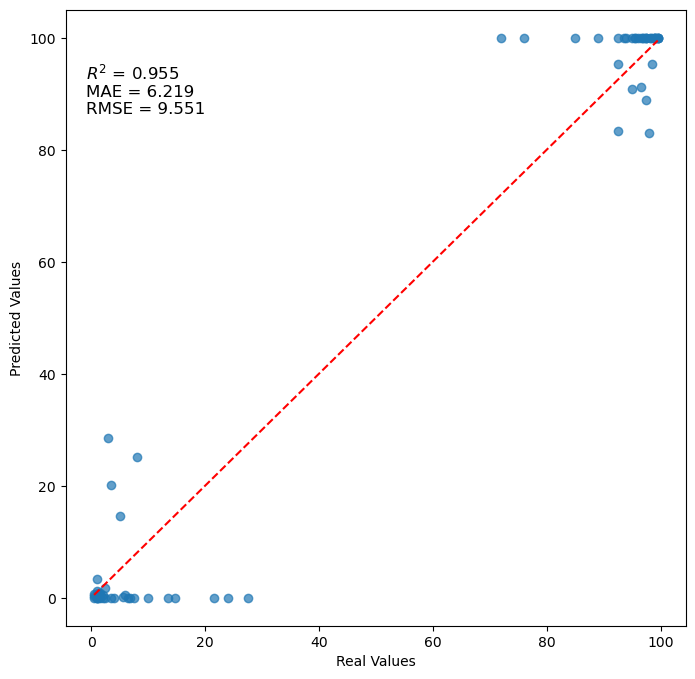 100
80
60
40
20
0
Predicted Values
R² = 0.955
MAE = 6.219
RMSE = 9.551
0 20 40 60 80 100
Real Values